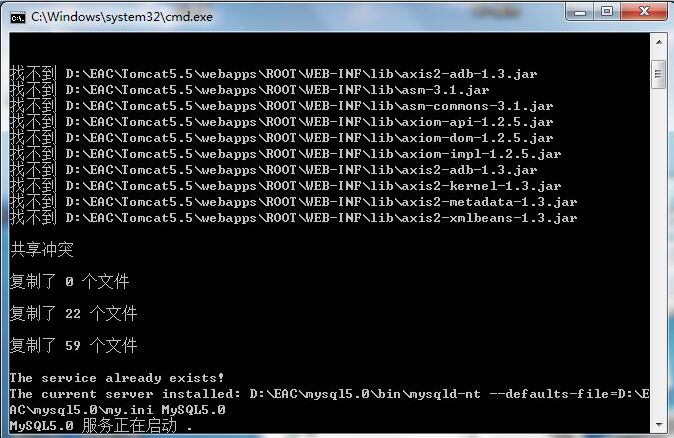 C:\Windows\system32\cmd.exe
找不到 D:\EAC\Tomcat5.5\webapps\ROOT\WEB-INF\lib\axis2-adb-1.3.jar
找不到 D:\EAC\Tomcat5.5\webapps\ROOT\WEB-INF\lib\asm-3.1.jar
找不到 D:\EAC\Tomcat5.5\webapps\ROOT\WEB-INF\lib\asm-commons-3.1.jar
找不到 D:\EAC\Tomcat5.5\webapps\ROOT\WEB-INF\lib\axiom-api-1.2.5.jar
找不到 D:\EAC\Tomcat5.5\webapps\ROOT\WEB-INF\lib\axiom-dom-1.2.5.jar
找不到 D:\EAC\Tomcat5.5\webapps\ROOT\WEB-INF\lib\axiom-impl-1.2.5.jar
找不到 D:\EAC\Tomcat5.5\webapps\ROOT\WEB-INF\lib\axis2-adb-1.3.jar
找不到 D:\EAC\Tomcat5.5\webapps\ROOT\WEB-INF\lib\axis2-kernel-1.3.jar
找不到 D:\EAC\Tomcat5.5\webapps\ROOT\WEB-INF\lib\axis2-metadata-1.3.jar
找不到 D:\EAC\Tomcat5.5\webapps\ROOT\WEB-INF\lib\axis2-xmlbeans-1.3.jar
共享冲突
复制了 0 个文件
复制了 22 个文件
复制了 59 个文件
The service already exists!
The current server installed: D:\EAC\mysql5.0\bin\mysqld-nt --defaults-file=D:\E
AC\mysql5.0\my.ini MySQL5.0
MySQL5.0 服务正在启动 .